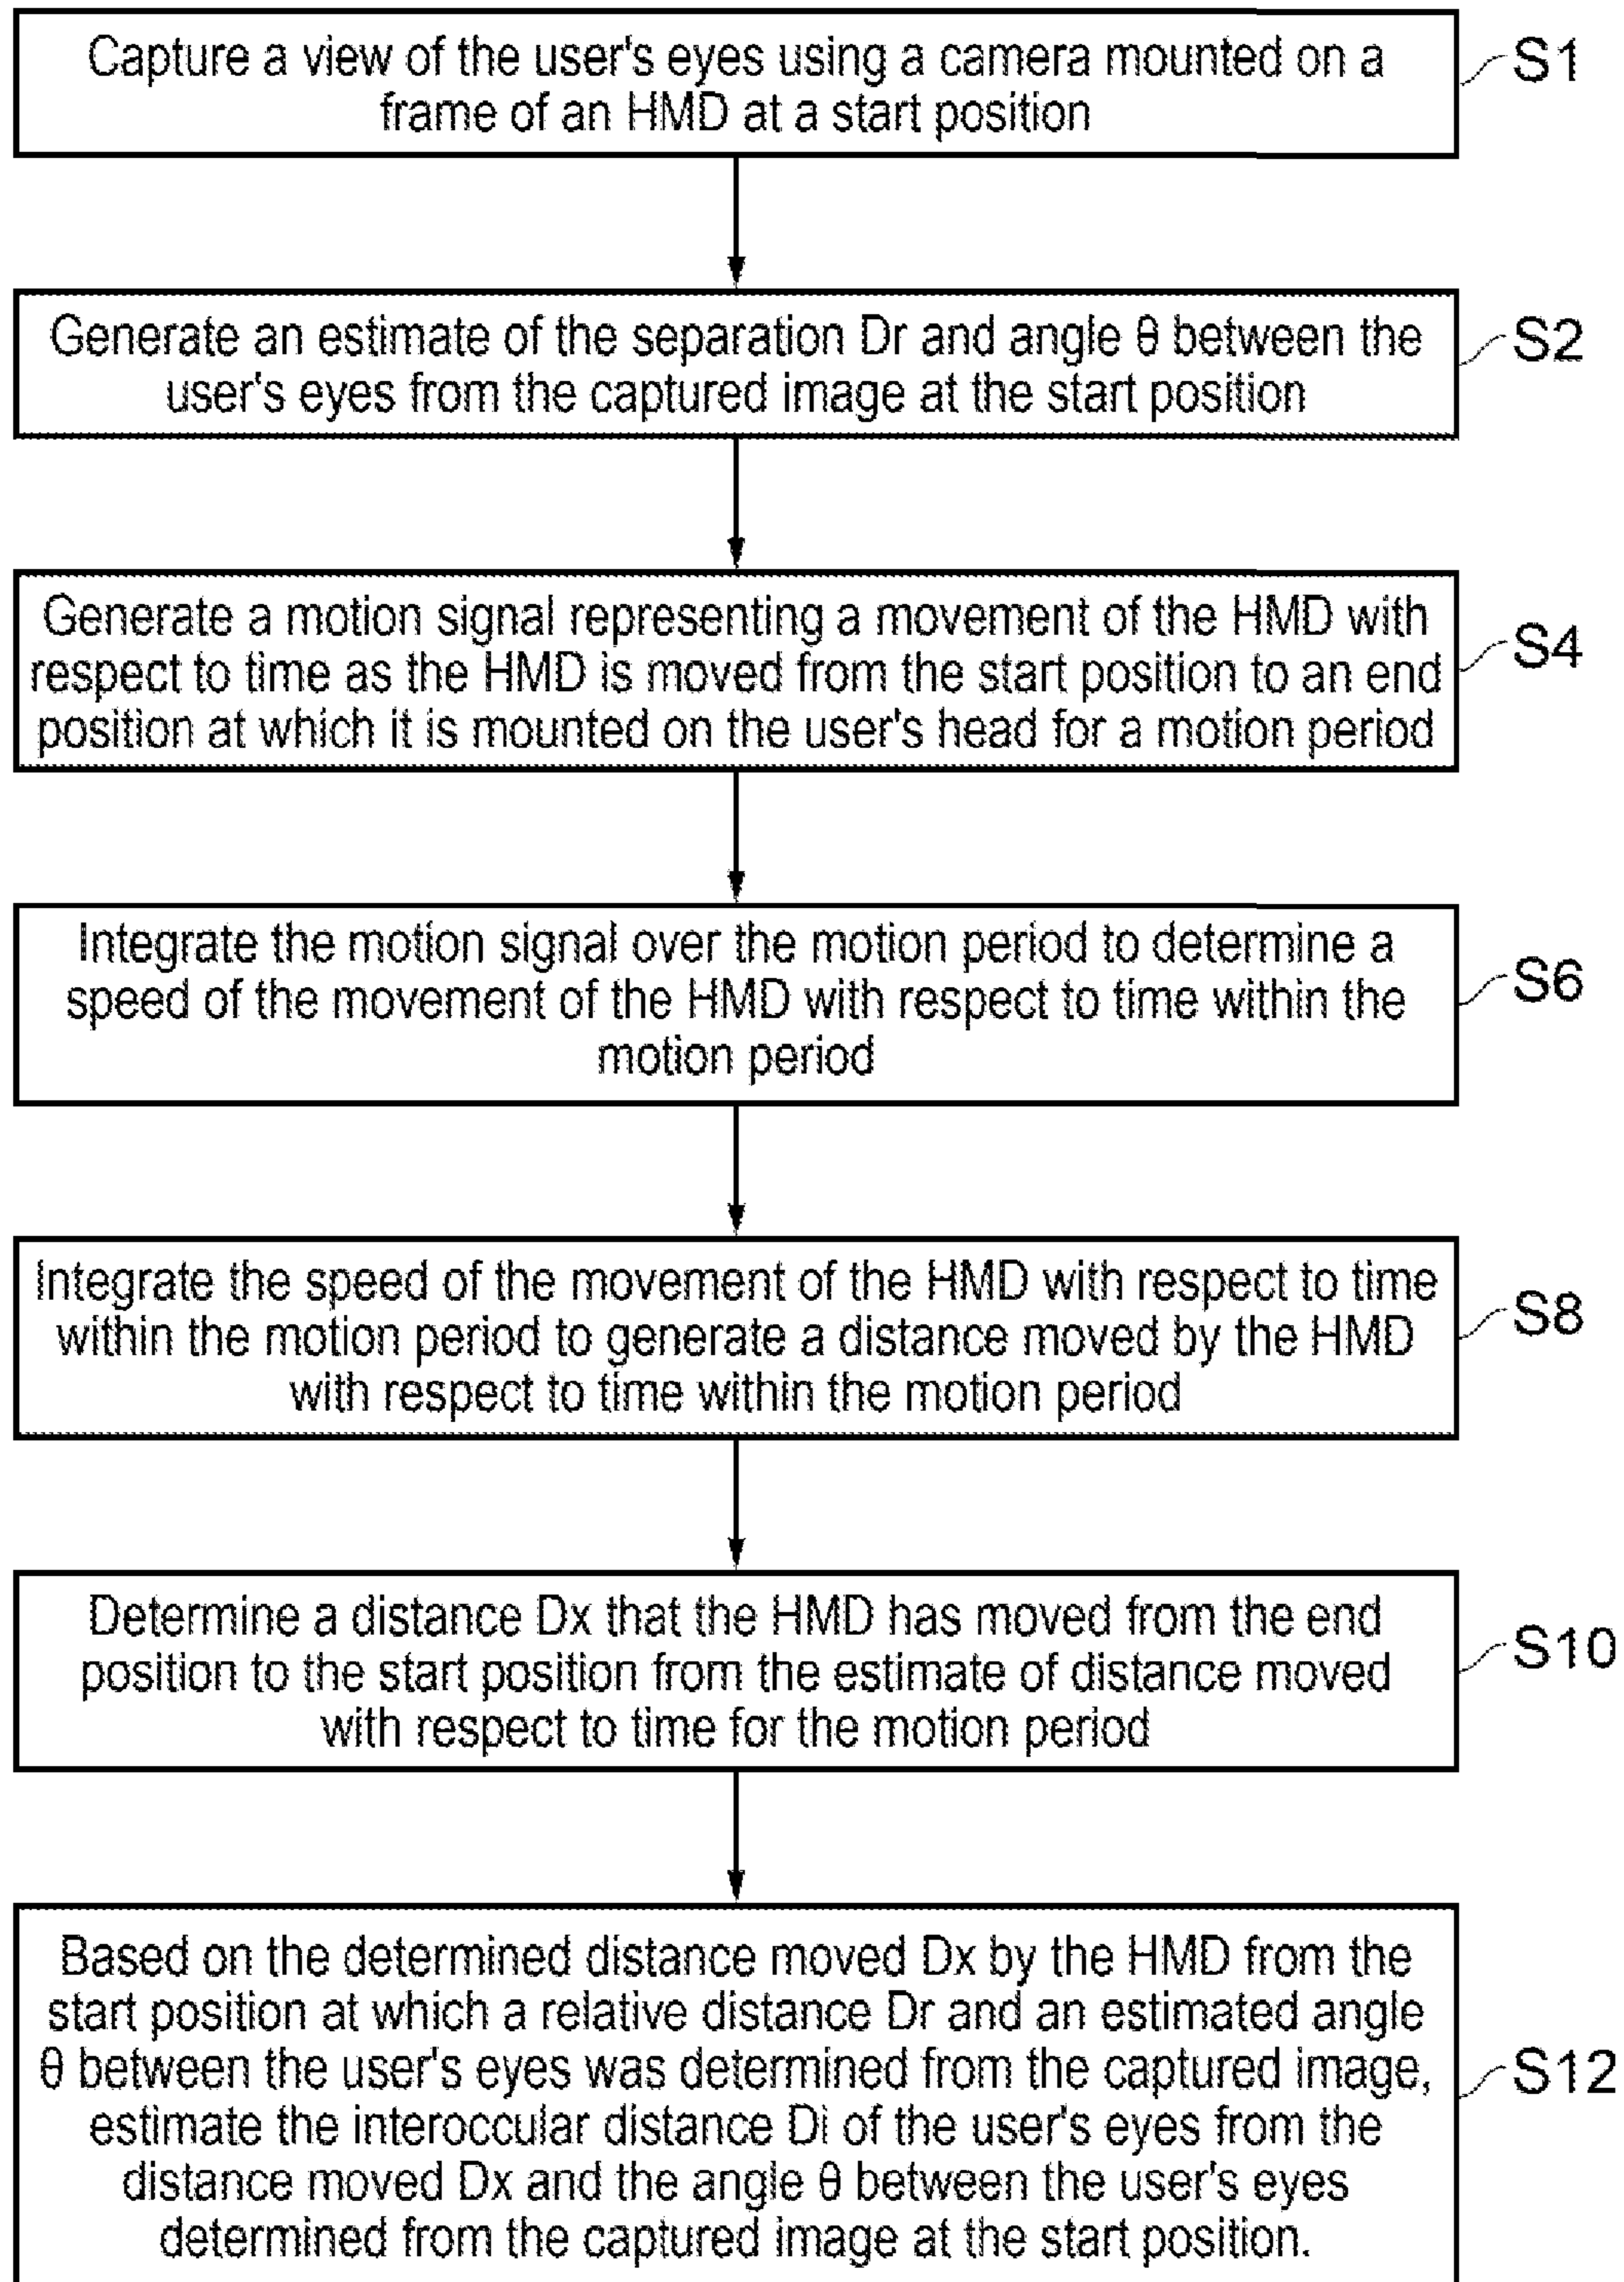 Capture a view of the user's eyes using a camera mounted on a
frame of an HMD at a start position
S1
Generate an estimate of the separation Dr and angle θ between the
user's eyes from the captured image at the start position
S2
Generate a motion signal representing a movement of the HMD with
respect to time as the HMD is moved from the start position to an end
position at which it is mounted on the user's head for a motion period
S4
Integrate the motion signal over the motion period to determine a
speed of the movement of the HMD with respect to time within the
motion period
S6
Integrate the speed of the movement of the HMD with respect to time
within the motion period to generate a distance moved by the HMD
with respect to time within the motion period
S8
Determine a distance Dx that the HMD has moved from the end
position to the start position from the estimate of distance moved
with respect to time for the motion period
S10
Based on the determined distance moved Dx by the HMD from the
start position at which a relative distance Dr and an estimated angle
θ between the user's eyes was determined from the captured image,
estimate the interoccular distance Di of the user's eyes from the
distance moved Dx and the angle θ between the user's eyes
determined from the captured image at the start position.
S12